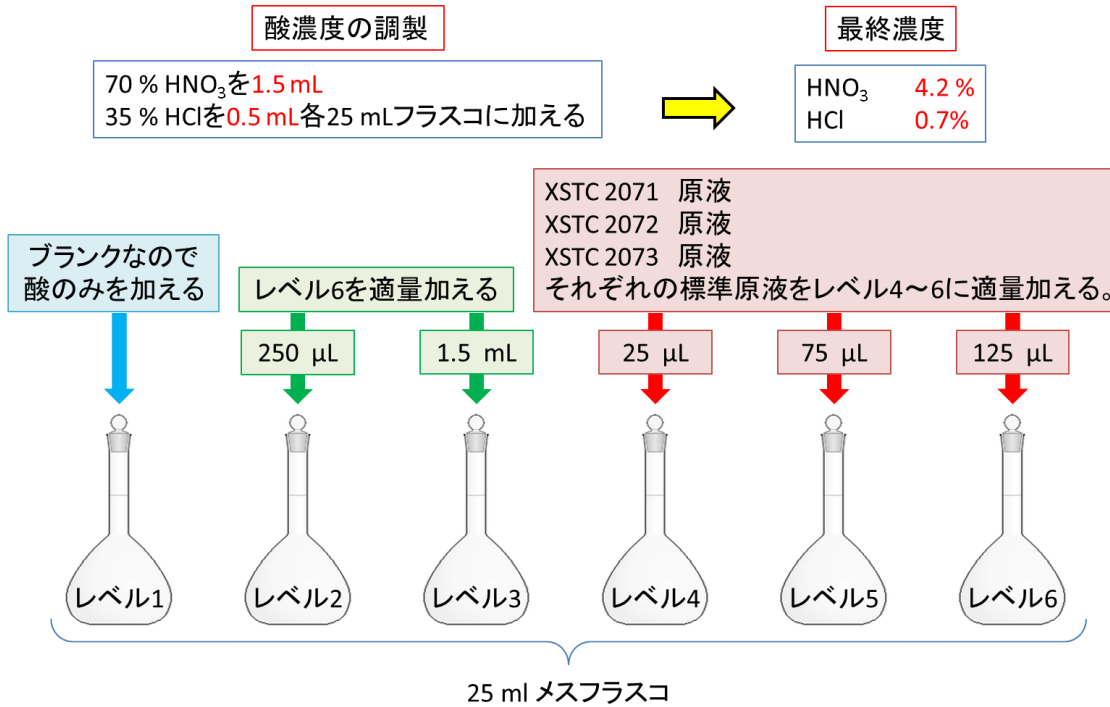 酸濃度の調製
最終濃度
70 % HNO₃を1.5 mL
35 % HClを0.5 mL各25 mLフラスコに加える
HNO₃ 4.2 %
HCl 0.7%
XSTC 2071 原液
XSTC 2072 原液
XSTC 2073 原液
それぞれの標準原液をレベル4～6に適量加える。
ブランクなので
酸のみを加える
レベル6を適量加える
250 μL
1.5 mL
25 μL
75 μL
125 μL
レベル1
レベル2
レベル3
レベル4
レベル5
レベル6
25 ml メスフラスコ